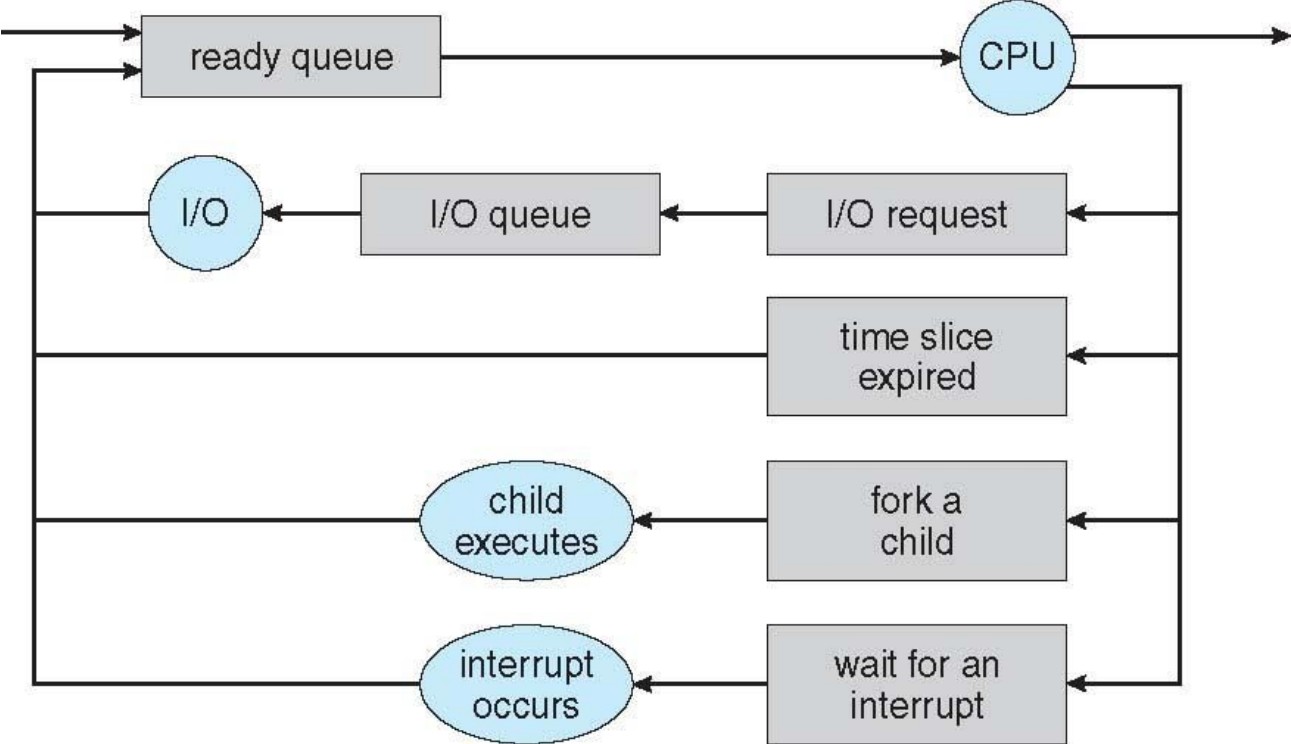 ready queue
CPU
I/O
I/O queue
I/O request
time slice
expired
child
executes
fork a
child
interrupt
occurs
wait for an
interrupt